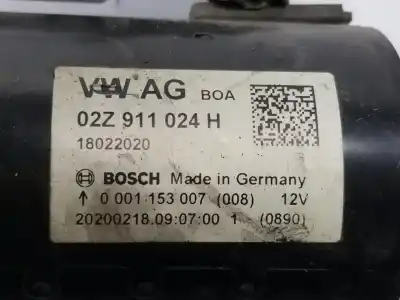 VW AG BOA
02Z 911 024 H
18022020
BOSCH Made in Germany
↑ 0 001 153 007 (008) 12V
20200218.09:07:00 1 (0890)